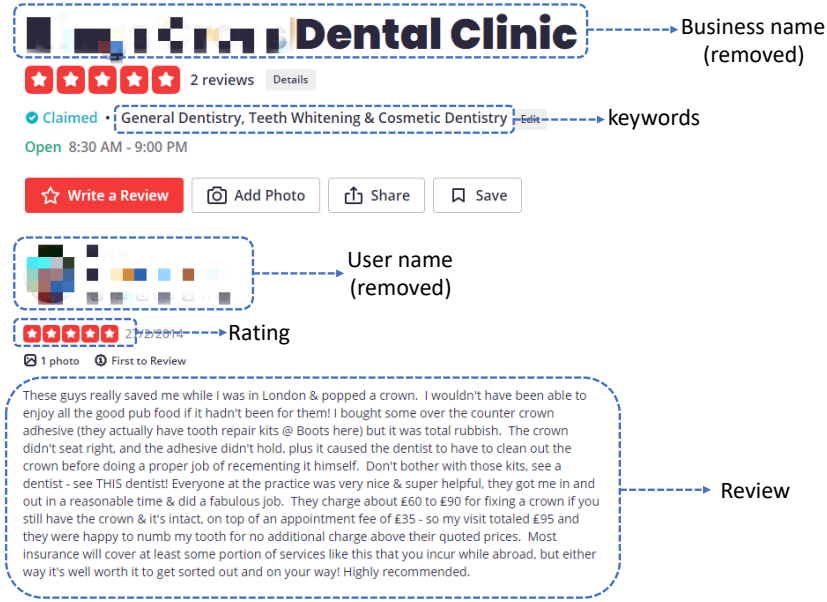 Dental Clinic
Business name
(removed)
2 reviews Details
Claimed • General Dentistry, Teeth Whitening & Cosmetic Dentistry Edit
keywords
Open 8:30 AM - 9:00 PM
Write a Review Add Photo Share Save
User name
(removed)
Rating
1 photo First to Review
These guys really saved me while I was in London & popped a crown. I wouldn't have been able to
enjoy all the good pub food if it hadn't been for them! I bought some over the counter crown
adhesive (they actually have tooth repair kits @ Boots here) but it was total rubbish. The crown
didn't seat right, and the adhesive didn't hold, plus it caused the dentist to have to clean out the
crown before doing a proper job of recementing it himself. Don't bother with those kits, see a
dentist - see THIS dentist! Everyone at the practice was very nice & super helpful, they got me in and
out in a reasonable time & did a fabulous job. They charge about £60 to £90 for fixing a crown if you
still have the crown & it's intact, on top of an appointment fee of £35 - so my visit totaled £95 and
they were happy to numb my tooth for no additional charge above their quoted prices. Most
insurance will cover at least some portion of services like this that you incur while abroad, but either
way it's well worth it to get sorted out and on your way! Highly recommended.
Review